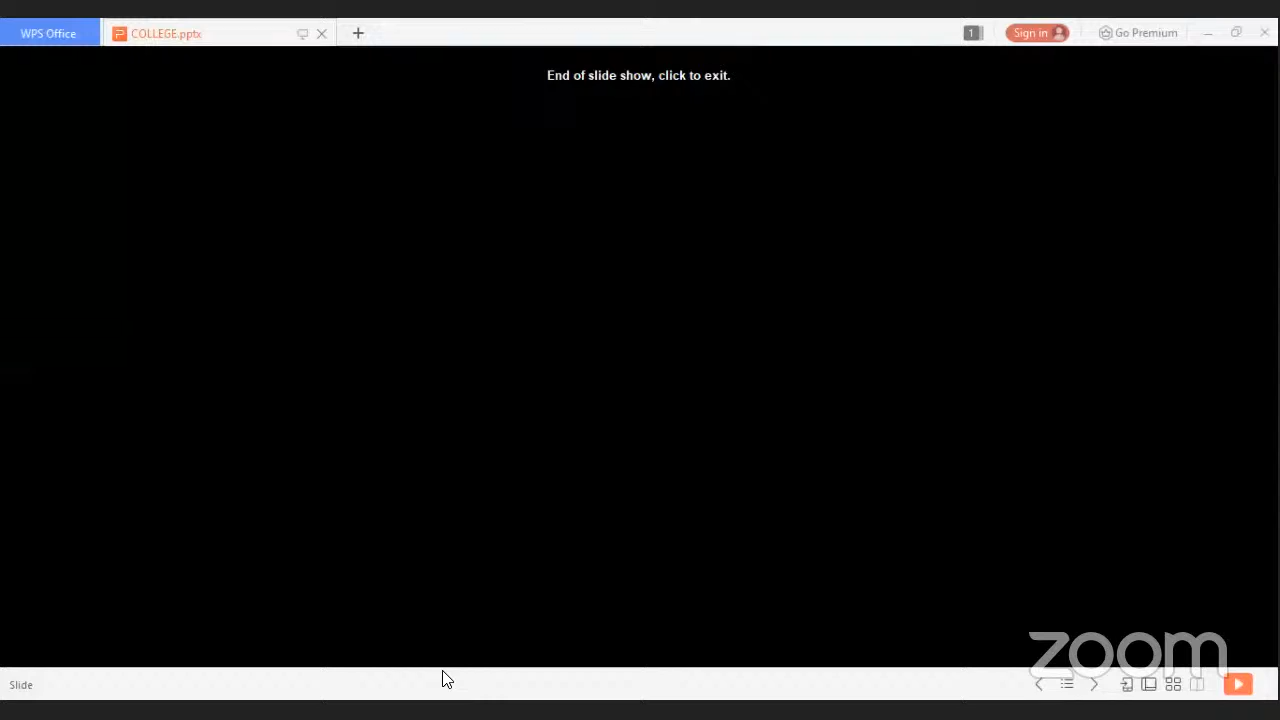 WPS Office
COLLEGE.pptx
1
Sign in
Go Premium
End of slide show, click to exit.
zoom
Slide